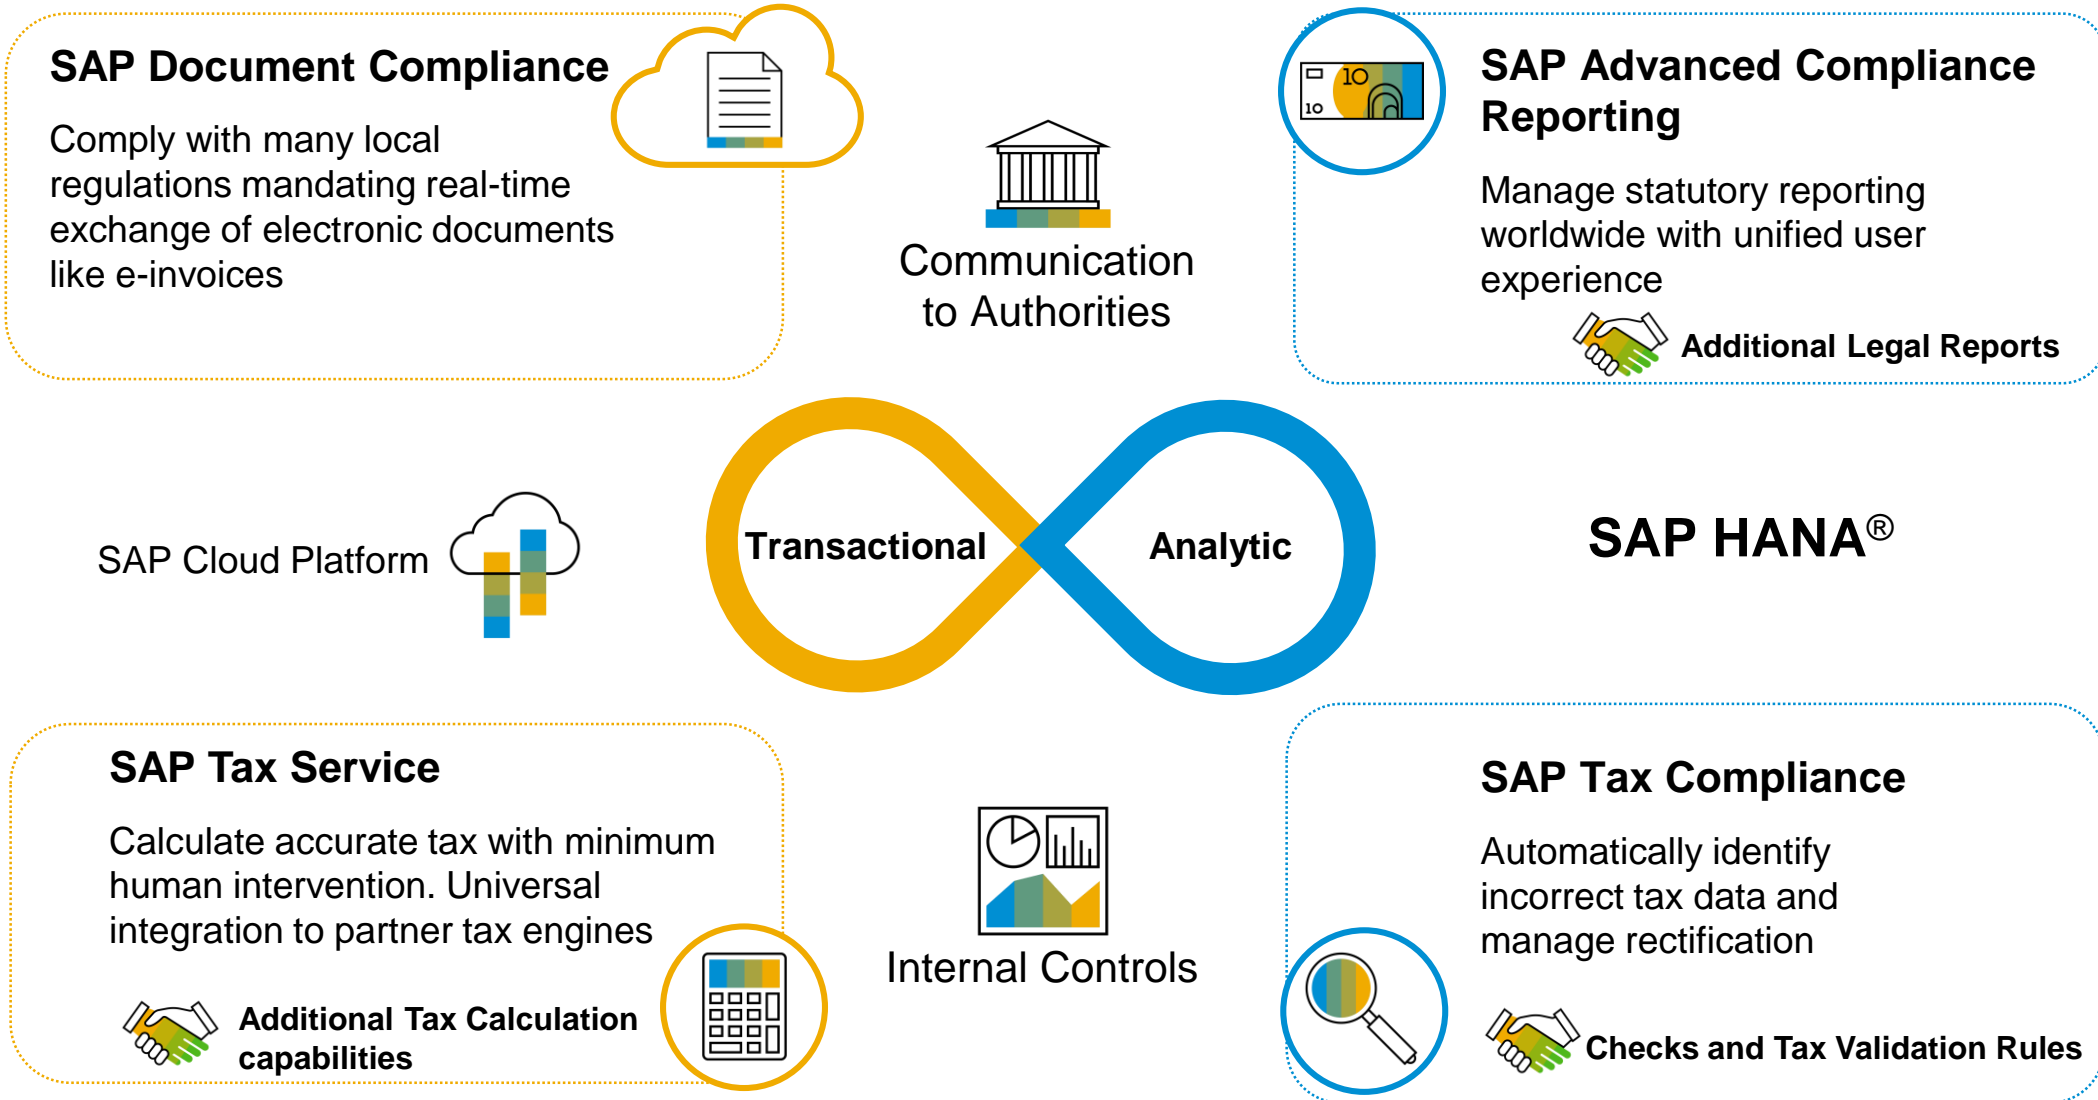 SAP Document Compliance
Comply with many local
regulations mandating real-time
exchange of electronic documents
like e-invoices
Communication
to Authorities
10
10
SAP Advanced Compliance
Reporting
Manage statutory reporting
worldwide with unified user
experience
Additional Legal Reports
SAP Cloud Platform
Transactional
Analytic
SAP HANA®
SAP Tax Service
Calculate accurate tax with minimum
human intervention. Universal
integration to partner tax engines
Additional Tax Calculation
capabilities
Internal Controls
SAP Tax Compliance
Automatically identify
incorrect tax data and
manage rectification
Checks and Tax Validation Rules